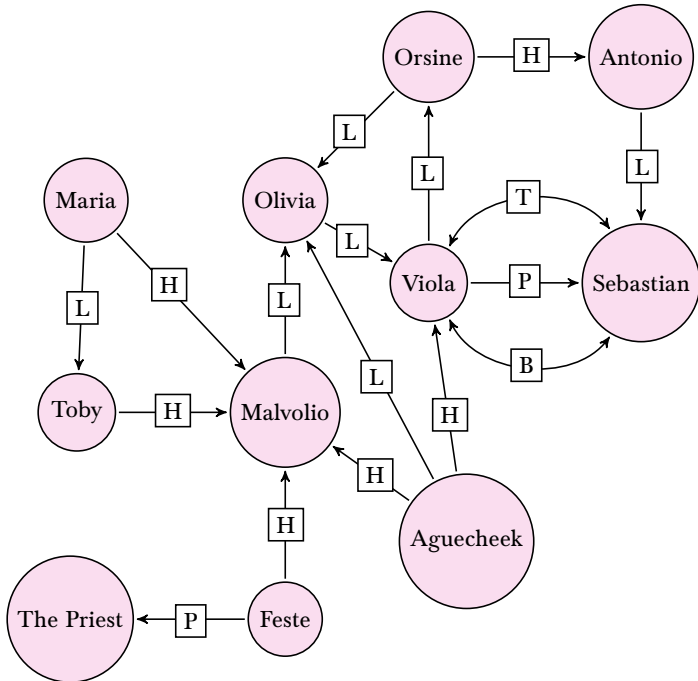 Orsine
H
Antonio
L
L
L
Maria
Olivia
T
L
Viola
P
Sebastian
H
L
L
B
L
Toby
H
Malvolio
H
H
H
Aguecheek
The Priest
P
Feste